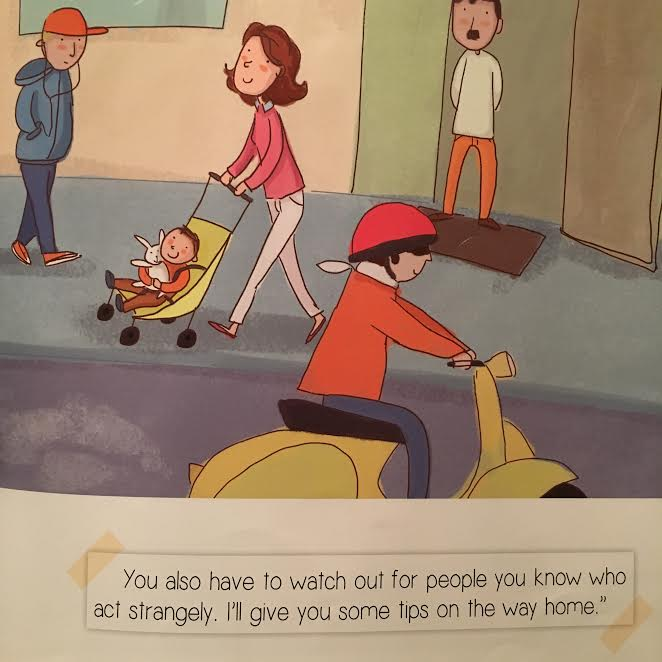 You also have to watch out for people you know who
act strangely. I'll give you some tips on the way home."